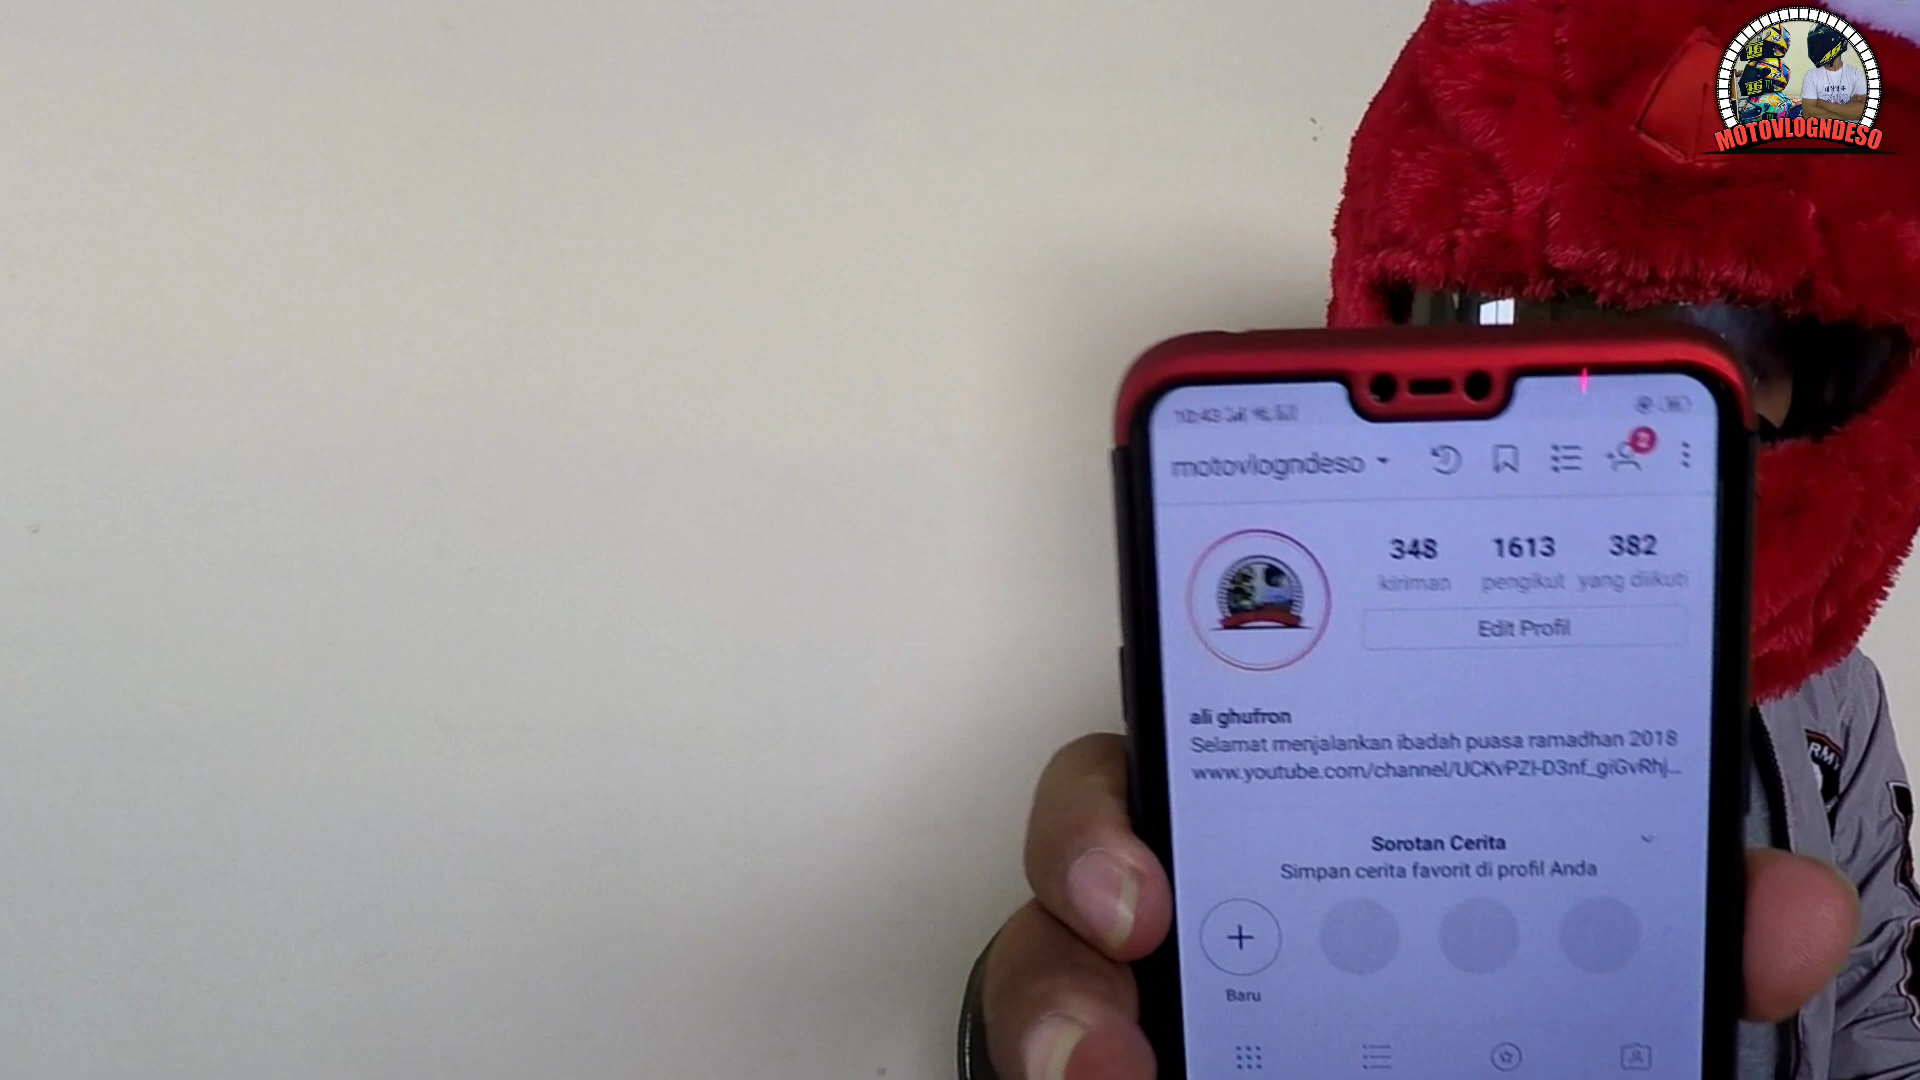 MOTOVLOGNDESO
motovlogndeso
2
348 1613 382
kiriman pengikut yang diikuti
Edit Profil
ali ghufron
Selamat menjalankan ibadah puasa ramadhan 2018
Sorotan Cerita
Simpan cerita favorit di profil Anda
Baru